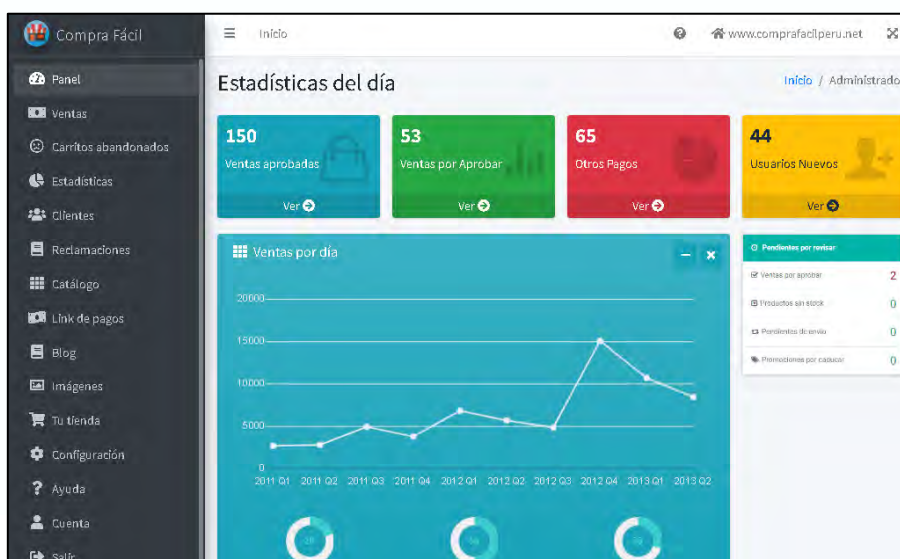 Compra Fácil
Inicio
www.comprafacilperu.net
Panel
Ventas
Carritos abandonados
Estadísticas
Clientes
Reclamaciones
Catálogo
Link de pagos
Blog
Imágenes
Tu tienda
Configuración
Ayuda
Cuenta
Salir
Estadísticas del día
Inicio / Administrado
150
Ventas aprobadas
Ver
53
Ventas por Aprobar
Ver
65
Otros Pagos
Ver
44
Usuarios Nuevos
Ver
Ventas por día
20000
15000
10000
5000
0
2011 Q1 2011 Q2 2011 Q3 2011 Q4 2012 Q1 2012 Q2 2012 Q3 2012 Q4 2013 Q1 2013 Q2
Pendientes por revisar
Ventas por aprobar 2
Productos sin stock 0
Pendientes de envío 0
Promociones por caducar 0